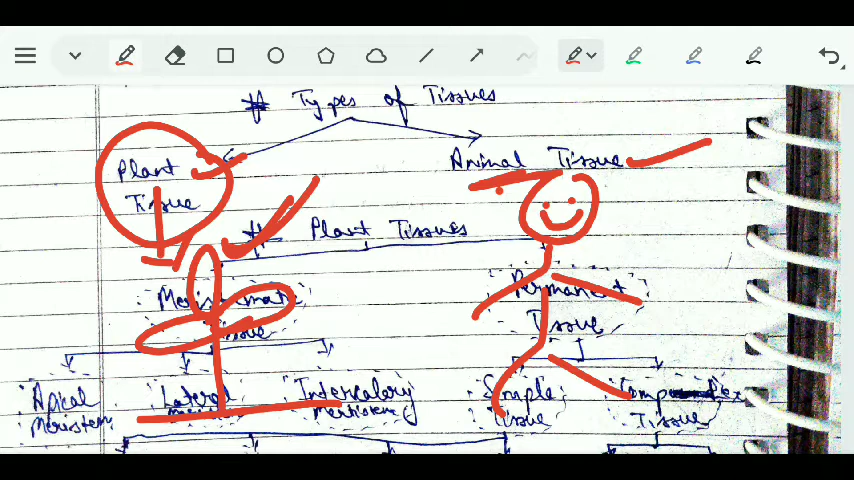 # Types of Tissues
Plant
Tissue
Animal Tissue
# Plant Tissues
Meristematic
Tissue
Permanent
Tissue
Apical
Meristem
Lateral
Intercalary
Meristem
Simple
Tissue
Complex
Tissue